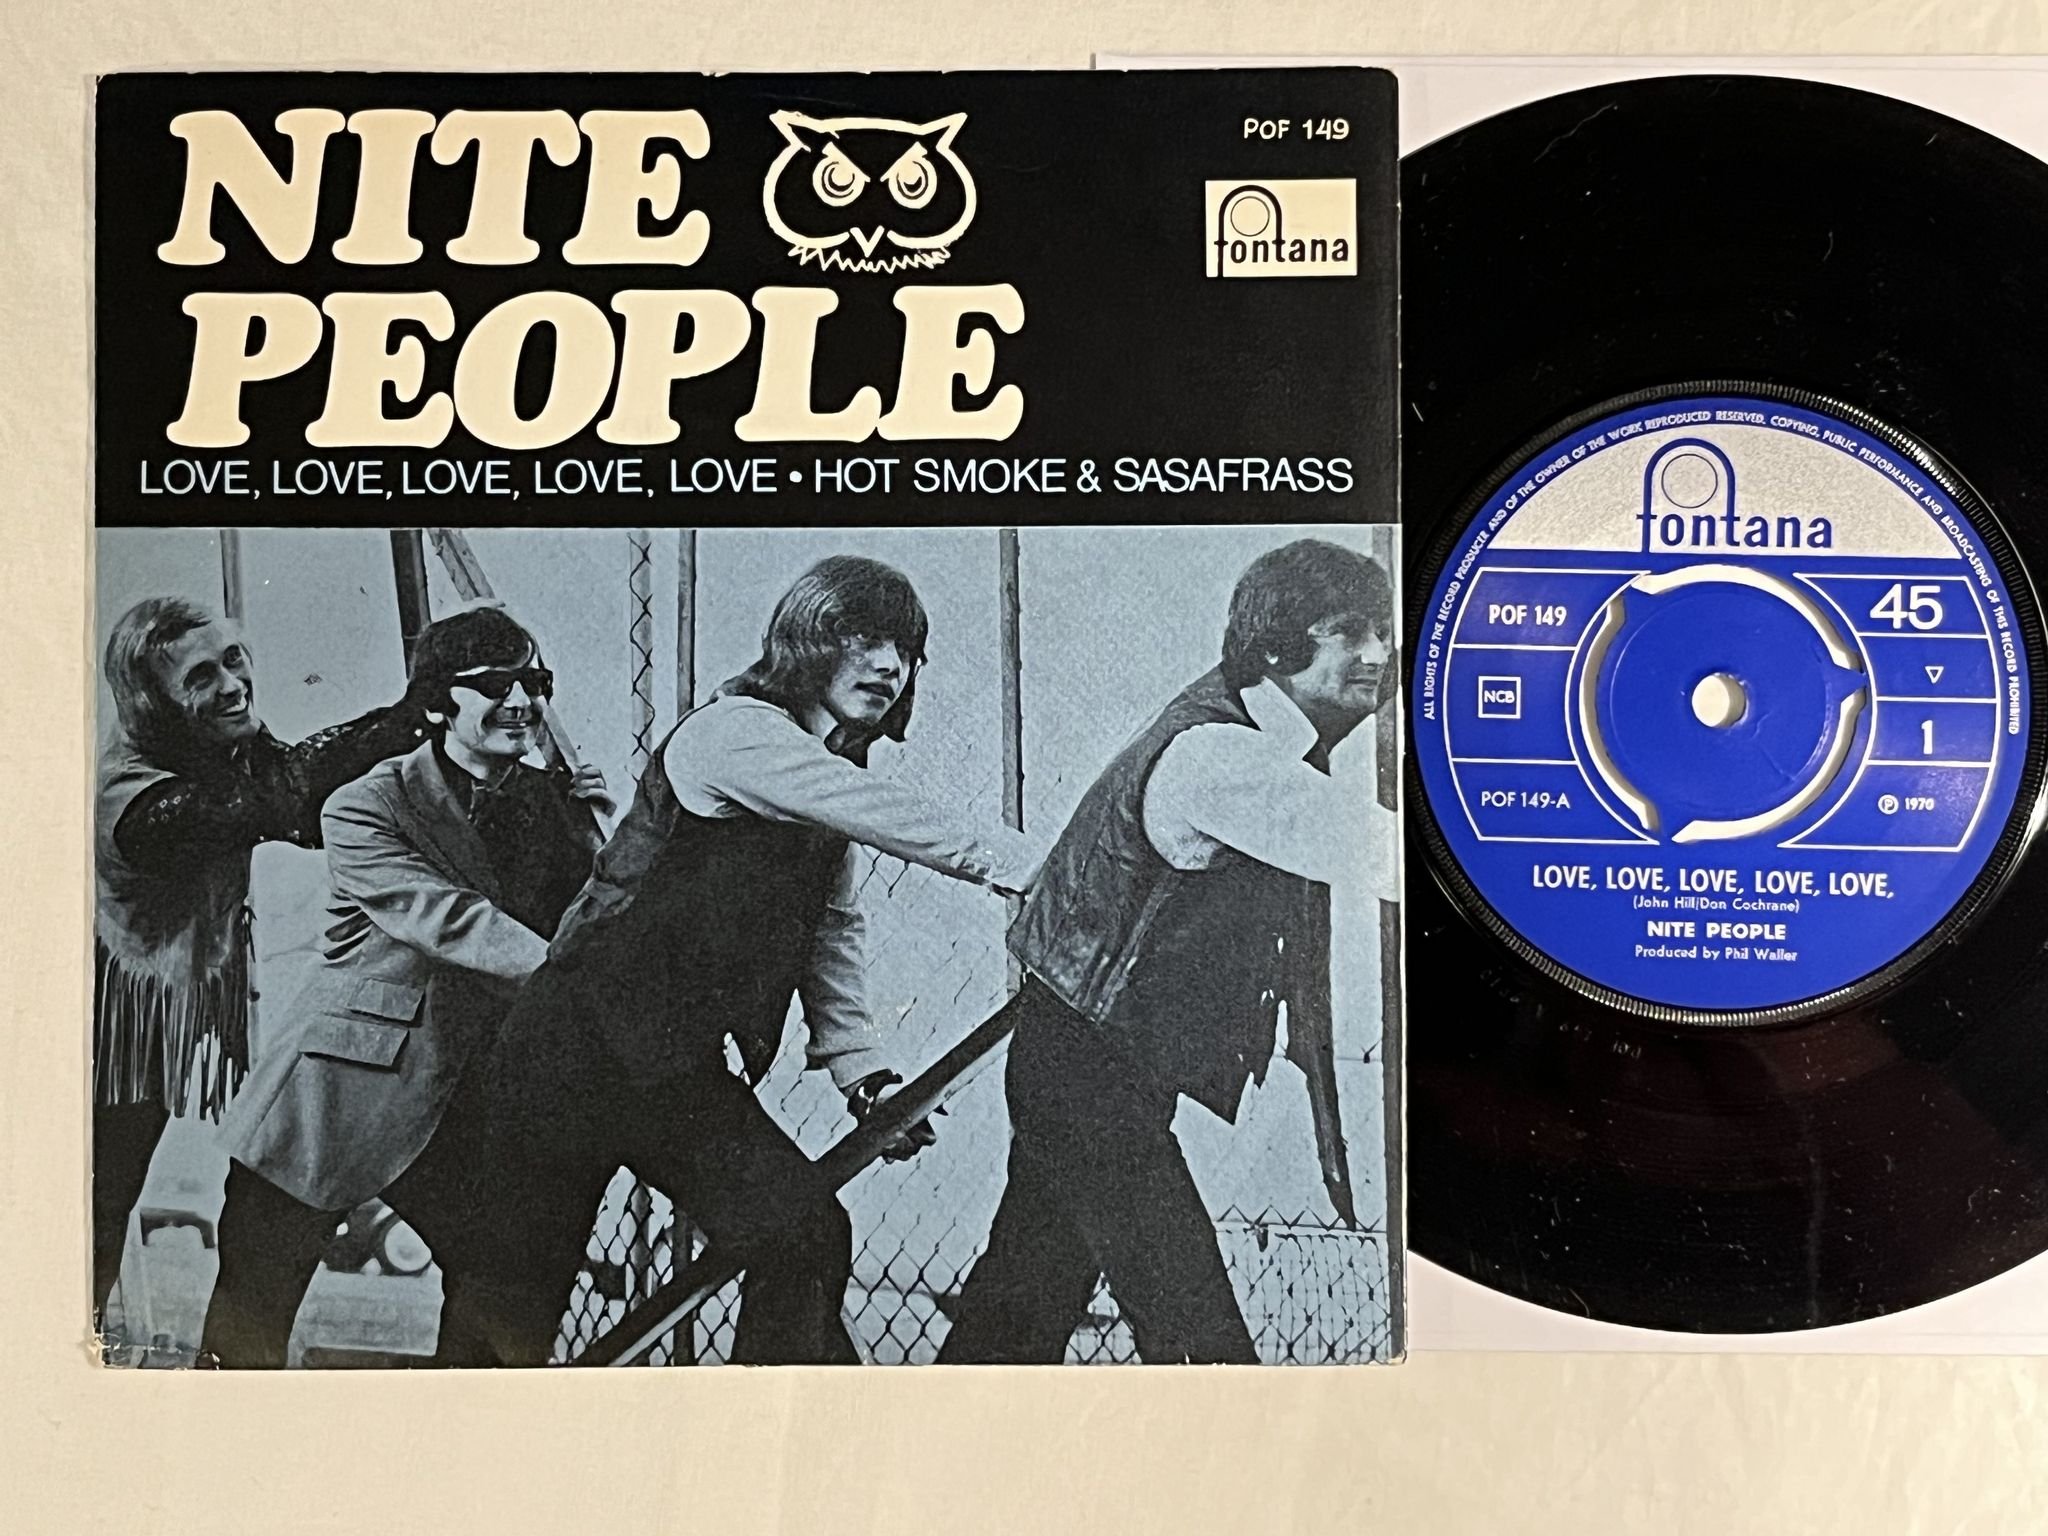 NITE
PEOPLE
POF 149
fontana
LOVE, LOVE, LOVE, LOVE, LOVE • HOT SMOKE & SASAFRASS
ALL RIGHTS OF THE RECORD PRODUCER AND OF THE OWNER OF THE WORK REPRODUCED RESERVED. COPYING, PUBLIC PERFORMANCE AND BROADCASTING OF THIS RECORD PROHIBITED
fontana
POF 149
45
NCB
▽
1
POF 149-A
Ⓟ 1970
LOVE, LOVE, LOVE, LOVE, LOVE,
(John Hill/Don Cochrane)
NITE PEOPLE
Produced by Phil Waller